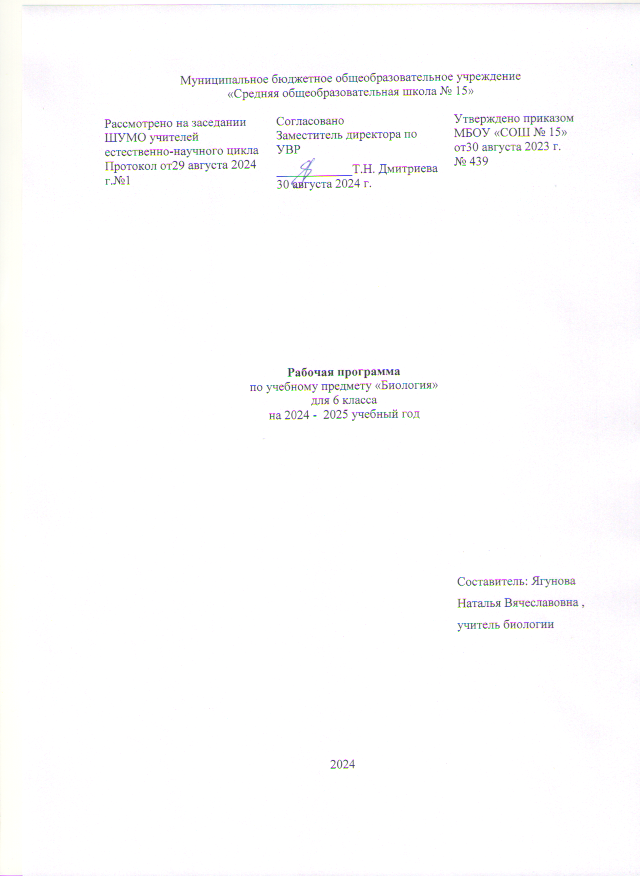 Муниципальное бюджетное общеобразовательное учреждение
«Средняя общеобразовательная школа № 15»
Рассмотрено на заседании
ШУМО учителей
естественно-научного цикла
Протокол от29 августа 2024
г.№1
Согласовано
Заместитель директора по
УВР
_____________Т.Н. Дмитриева
30 августа 2024 г.
Утверждено приказом
МБОУ «СОШ № 15»
от30 августа 2023 г.
№ 439
Рабочая программа
по учебному предмету «Биология»
для 6 класса
на 2024 - 2025 учебный год
Составитель: Ягунова
Наталья Вячеславовна ,
учитель биологии
2024